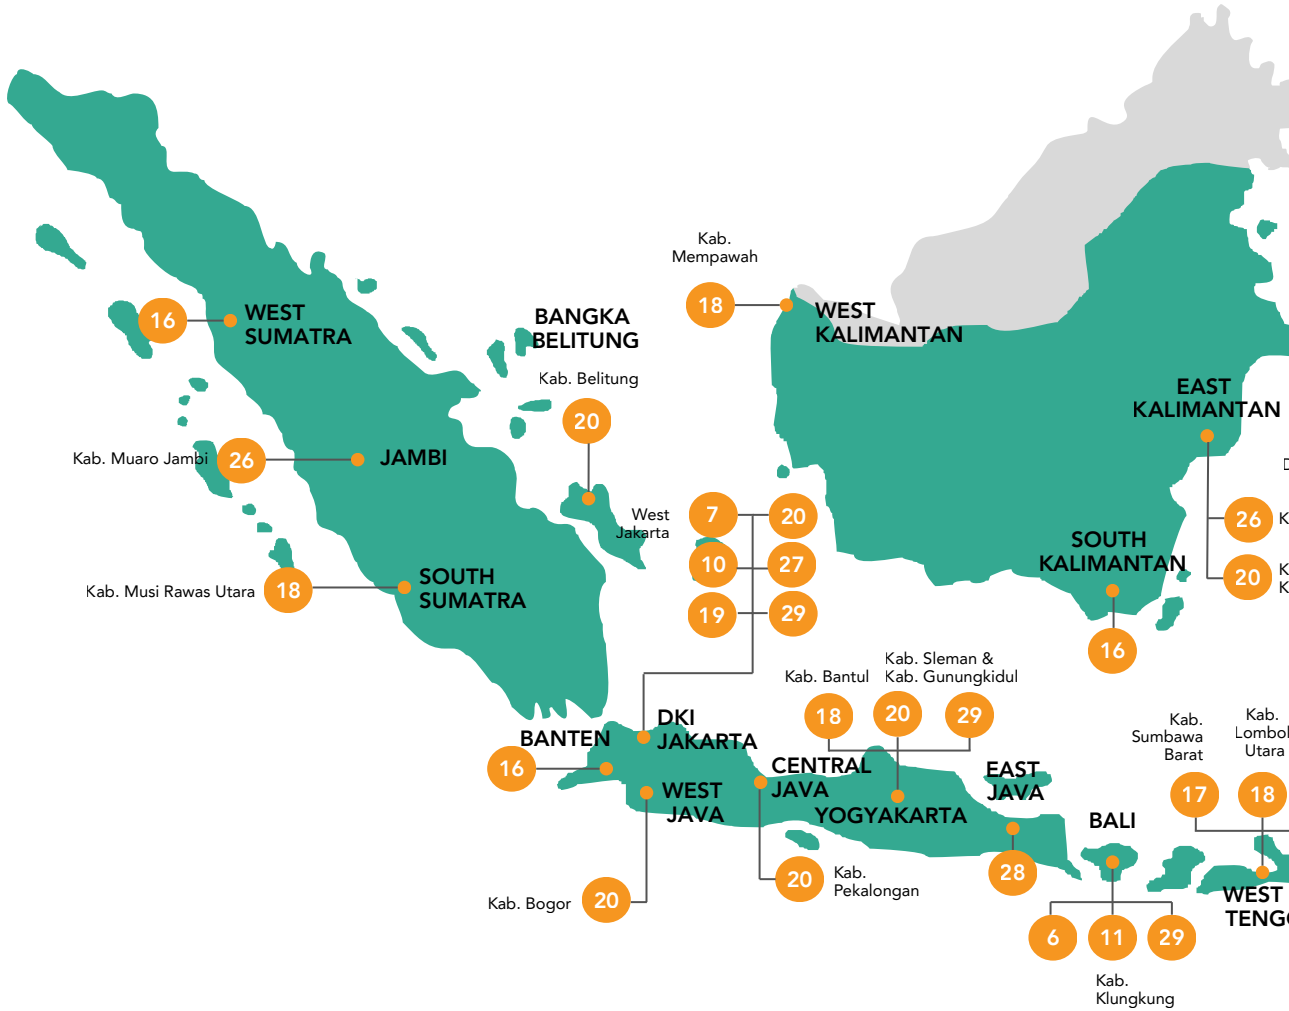 Kab.
Mempawah
18
WEST
KALIMANTAN
16
WEST
SUMATRA
BANGKA
BELITUNG
Kab. Belitung
20
EAST
KALIMANTAN
26
20
Kab. Muaro Jambi
26
JAMBI
West
Jakarta
7
20
10
27
19
29
SOUTH
KALIMANTAN
16
Kab. Musi Rawas Utara
18
SOUTH
SUMATRA
Kab. Bantul
18
Kab. Sleman &
Kab. Gunungkidul
20
29
DKI
JAKARTA
BANTEN
16
WEST
JAVA
Kab. Bogor
20
CENTRAL
JAVA
20
Kab.
Pekalongan
YOGYAKARTA
EAST
JAVA
28
BALI
6
11
29
Kab.
Klungkung
Kab.
Sumbawa
Barat
17
Kab.
Lombok
Utara
18
WEST